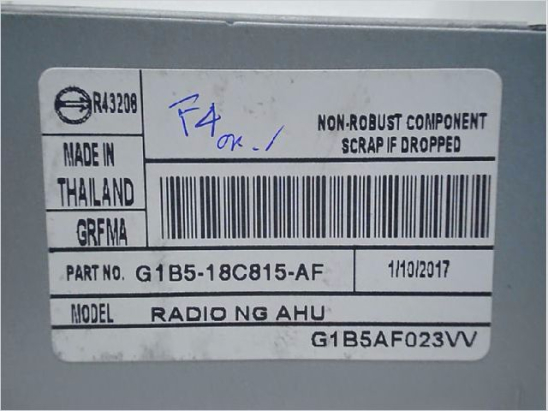 R43208
F4
OK. /
NON-ROBUST COMPONENT
SCRAP IF DROPPED
MADE IN
THAILAND
GRFMA
PART NO. G1B5-18C815-AF 1/10/2017
MODEL RADIO NG AHU
G1B5AF023VV